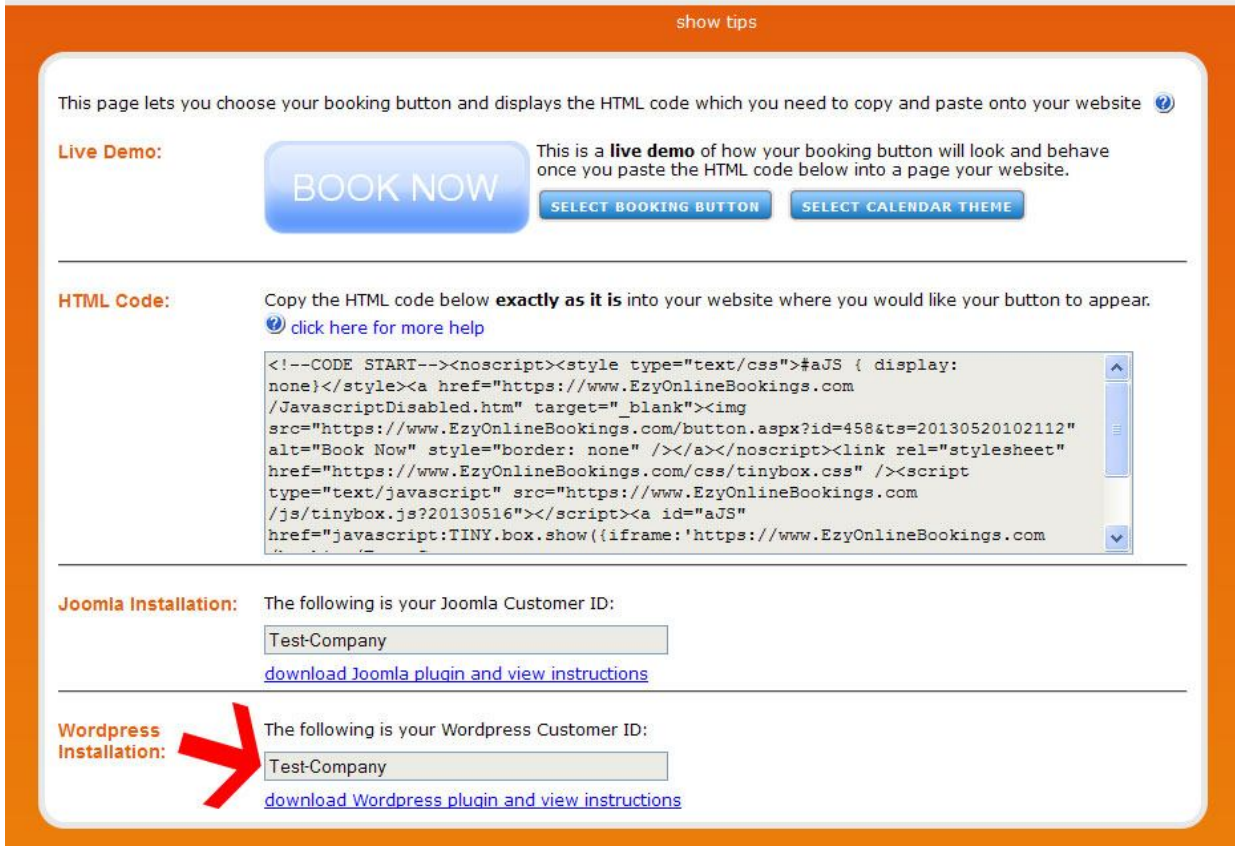 show tips
This page lets you choose your booking button and displays the HTML code which you need to copy and paste onto your website
Live Demo:
BOOK NOW
This is a live demo of how your booking button will look and behave
once you paste the HTML code below into a page your website.
SELECT BOOKING BUTTON
SELECT CALENDAR THEME
HTML Code:
Copy the HTML code below exactly as it is into your website where you would like your button to appear.
click here for more help
<!--CODE START--><noscript><style type="text/css">#aJS { display:
none}</style><a href="https://www.EzyOnlineBookings.com
/JavascriptDisabled.htm" target="_blank"><img
src="https://www.EzyOnlineBookings.com/button.aspx?id=458&ts=20130520102112"
alt="Book Now" style="border: none" /></a></noscript><link rel="stylesheet"
href="https://www.EzyOnlineBookings.com/css/tinybox.css" /><script
type="text/javascript" src="https://www.EzyOnlineBookings.com
/js/tinybox.js?20130516"></script><a id="aJS"
href="javascript:TINY.box.show({iframe:'https://www.EzyOnlineBookings.com
Joomla Installation:
The following is your Joomla Customer ID:
Test-Company
download Joomla plugin and view instructions
Wordpress
Installation:
The following is your Wordpress Customer ID:
Test-Company
download Wordpress plugin and view instructions